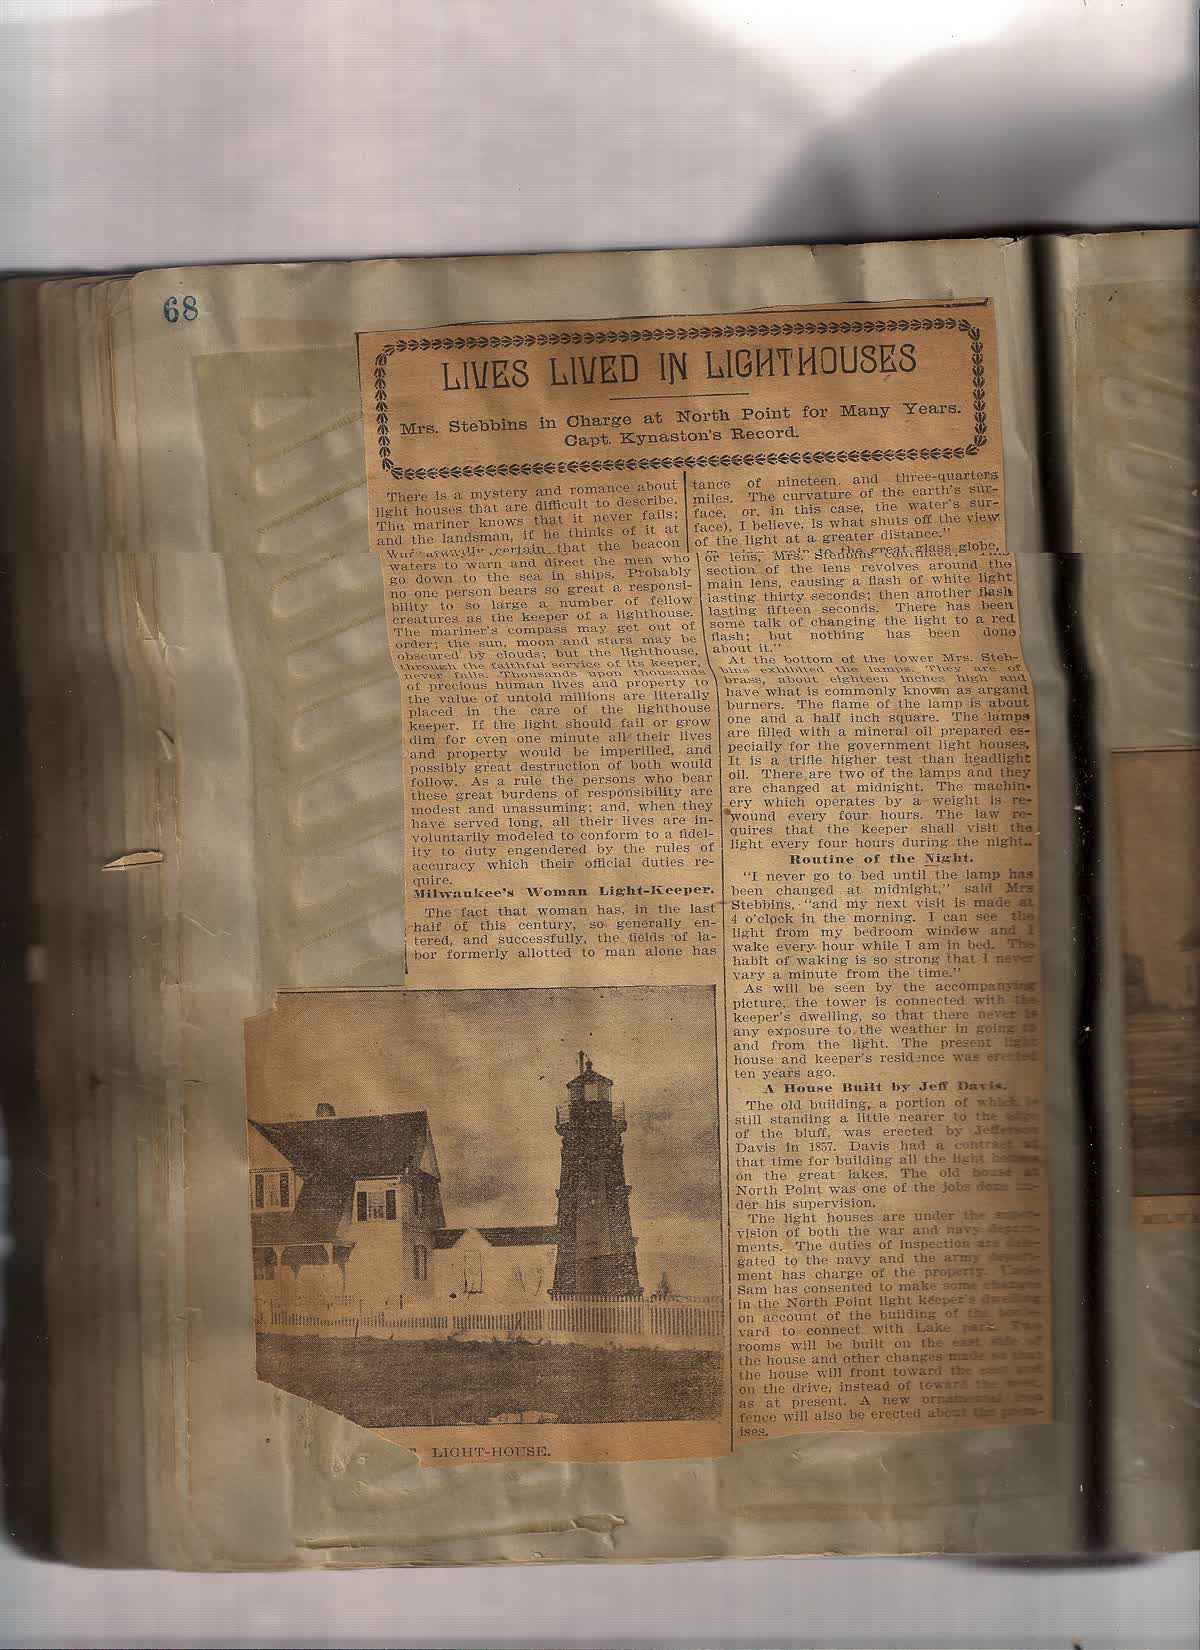 68
LIVES LIVED IN LIGHTHOUSES
Mrs. Stebbins in Charge at North Point for Many Years.
Capt. Kynaston's Record.
There is a mystery and romance about
light houses that are difficult to describe.
The mariner knows that it never fails;
and the landsman, if he thinks of it at
certain that the beacon
waters to warn and direct the men who
go down to the sea in ships. Probably
no one person bears so great a responsi-
bility to so large a number of fellow
creatures as the keeper of a lighthouse.
The mariner's compass may get out of
order; the sun, moon and stars may be
obscured by clouds; but the lighthouse,
through the faithful service of its keeper,
never fails. Thousands upon thousands
of precious human lives and property to
the value of untold millions are literally
placed in the care of the lighthouse
keeper. If the light should fail or grow
dim for even one minute all their lives
and property would be imperilled, and
possibly great destruction of both would
follow. As a rule the persons who bear
these great burdens of responsibility are
modest and unassuming; and, when they
have served long, all their lives are in-
voluntarily modeled to conform to a fidel-
ity to duty engendered by the rules of
accuracy which their official duties re-
quire.
Milwaukee's Woman Light-Keeper.
The fact that woman has, in the last
half of this century, so generally en-
tered, and successfully, the fields of la-
bor formerly allotted to man alone has
LIGHT-HOUSE.
tance of nineteen and three-quarters
miles. The curvature of the earth's sur-
face, or, in this case, the water's sur-
face), I believe, is what shuts off the view
of the light at a greater distance."
the great glass globe,
or lens, Mrs. Stebbins
section of the lens revolves around the
main lens, causing a flash of white light
lasting thirty seconds; then another flash
lasting fifteen seconds. There has been
some talk of changing the light to a red
flash; but nothing has been done
about it."
At the bottom of the tower Mrs. Steb-
bins exhibited the lamps. They are of
brass, about eighteen inches high and
have what is commonly known as argand
burners. The flame of the lamp is about
one and a half inch square. The lamps
are filled with a mineral oil prepared es-
pecially for the government light houses.
It is a trifle higher test than headlight
oil. There are two of the lamps and they
are changed at midnight. The machin-
ery which operates by a weight is re-
wound every four hours. The law re-
quires that the keeper shall visit the
light every four hours during the night.
Routine of the Night.
"I never go to bed until the lamp has
been changed at midnight," said Mrs
Stebbins, "and my next visit is made at
4 o'clock in the morning. I can see the
light from my bedroom window and I
wake every hour while I am in bed. The
habit of waking is so strong that I never
vary a minute from the time."
As will be seen by the accompanying
picture, the tower is connected with the
keeper's dwelling, so that there never is
any exposure to the weather in going to
and from the light. The present light
house and keeper's residence was erected
ten years ago.
A House Built by Jeff Davis.
The old building, a portion of which is
still standing a little nearer to the edge
of the bluff, was erected by Jefferson
Davis in 1857. Davis had a contract at
that time for building all the light houses
on the great lakes. The old house at
North Point was one of the jobs done un-
der his supervision.
The light houses are under the super-
vision of both the war and navy depart-
ments. The duties of inspection are dele-
gated to the navy and the army depart-
ment has charge of the property. Uncle
Sam has consented to make some changes
in the North Point light keeper's dwelling
on account of the building of the boule-
vard to connect with Lake park. Two
rooms will be built on the east side of
the house and other changes made so that
the house will front toward the east and
on the drive, instead of toward the west,
as at present. A new ornamental iron
fence will also be erected about the prem-
ises.